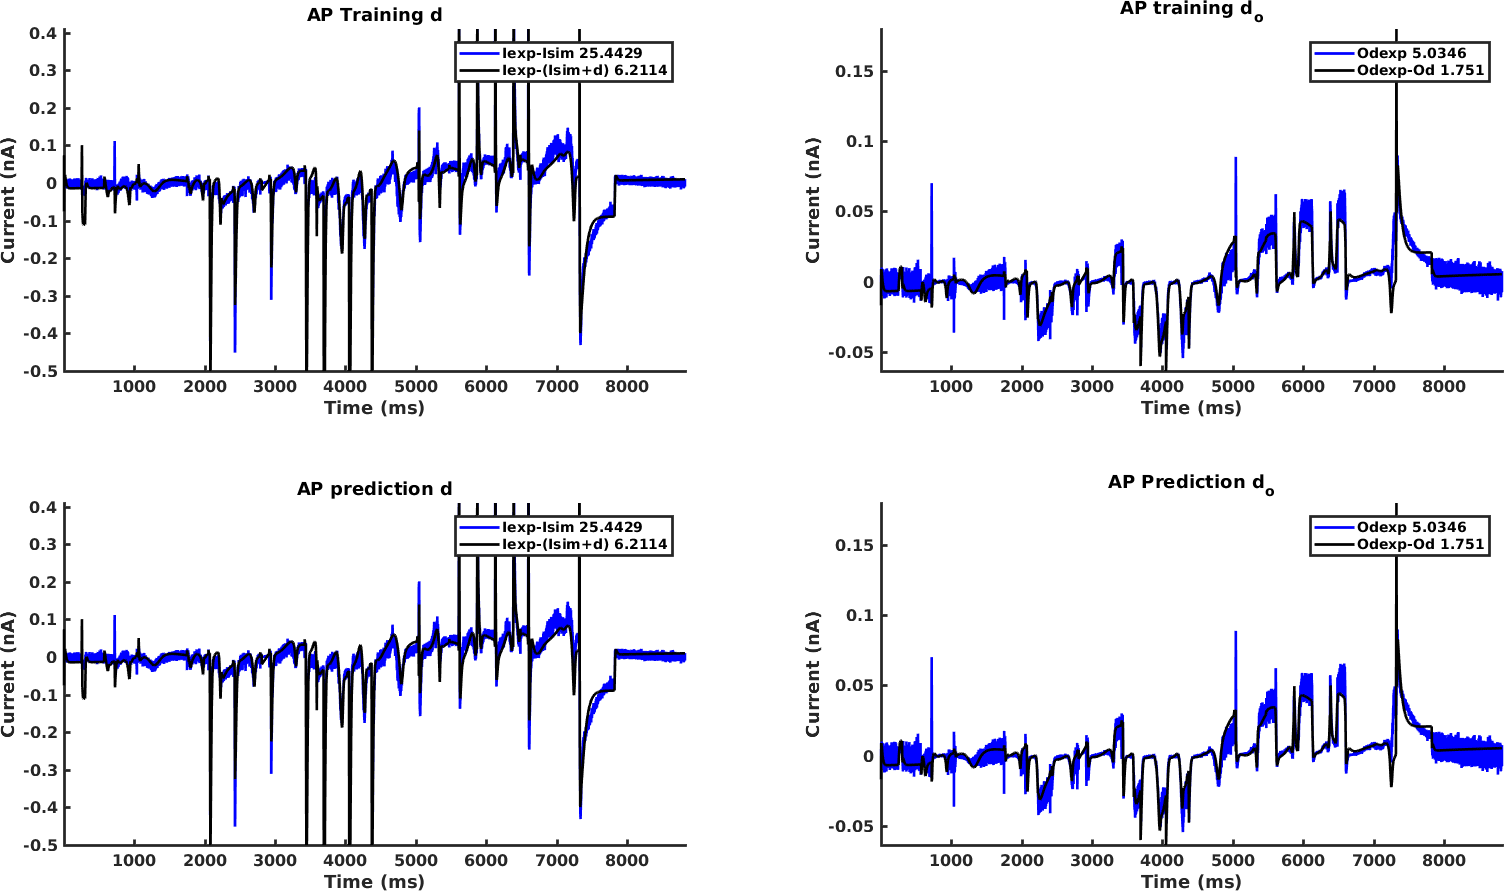 AP Training d
0.4
0.3
0.2
0.1
0
-0.1
-0.2
-0.3
-0.4
-0.5
Current (nA)
Iexp-Isim 25.4429
Iexp-(Isim+d) 6.2114
1000 2000 3000 4000 5000 6000 7000 8000
Time (ms)
AP training do
0.15
0.1
0.05
0
-0.05
Current (nA)
Odexp 5.0346
Odexp-Od 1.751
1000 2000 3000 4000 5000 6000 7000 8000
Time (ms)
AP prediction d
0.4
0.3
0.2
0.1
0
-0.1
-0.2
-0.3
-0.4
-0.5
Current (nA)
Iexp-Isim 25.4429
Iexp-(Isim+d) 6.2114
1000 2000 3000 4000 5000 6000 7000 8000
Time (ms)
AP Prediction do
0.15
0.1
0.05
0
-0.05
Current (nA)
Odexp 5.0346
Odexp-Od 1.751
1000 2000 3000 4000 5000 6000 7000 8000
Time (ms)